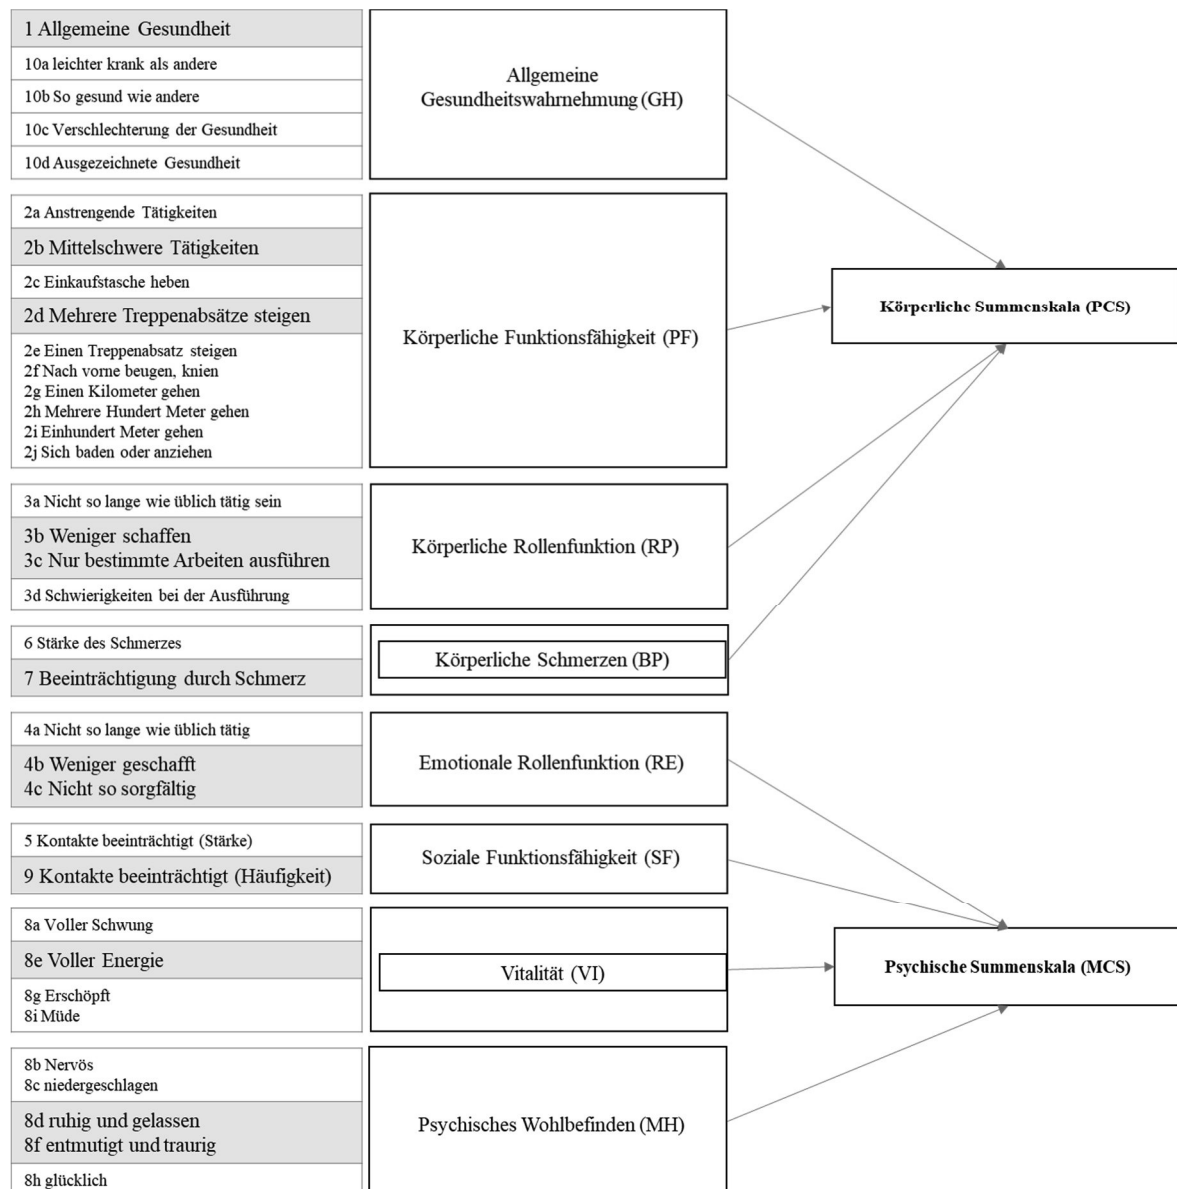 1 Allgemeine Gesundheit
10a leichter krank als andere
10b So gesund wie andere
10c Verschlechterung der Gesundheit
10d Ausgezeichnete Gesundheit
Allgemeine
Gesundheitswahrnehmung (GH)
2a Anstrengende Tätigkeiten
2b Mittelschwere Tätigkeiten
2c Einkaufstasche heben
2d Mehrere Treppenabsätze steigen
2e Einen Treppenabsatz steigen
2f Nach vorne beugen, knien
2g Einen Kilometer gehen
2h Mehrere Hundert Meter gehen
2i Einhundert Meter gehen
2j Sich baden oder anziehen
Körperliche Funktionsfähigkeit (PF)
Körperliche Summenskala (PCS)
3a Nicht so lange wie üblich tätig sein
3b Weniger schaffen
3c Nur bestimmte Arbeiten ausführen
3d Schwierigkeiten bei der Ausführung
Körperliche Rollenfunktion (RP)
6 Stärke des Schmerzes
7 Beeinträchtigung durch Schmerz
Körperliche Schmerzen (BP)
4a Nicht so lange wie üblich tätig
4b Weniger geschafft
4c Nicht so sorgfältig
Emotionale Rollenfunktion (RE)
5 Kontakte beeinträchtigt (Stärke)
9 Kontakte beeinträchtigt (Häufigkeit)
Soziale Funktionsfähigkeit (SF)
8a Voller Schwung
8e Voller Energie
8g Erschöpft
8i Müde
Vitalität (VI)
Psychische Summenskala (MCS)
8b Nervös
8c niedergeschlagen
8d ruhig und gelassen
8f entmutigt und traurig
8h glücklich
Psychisches Wohlbefinden (MH)